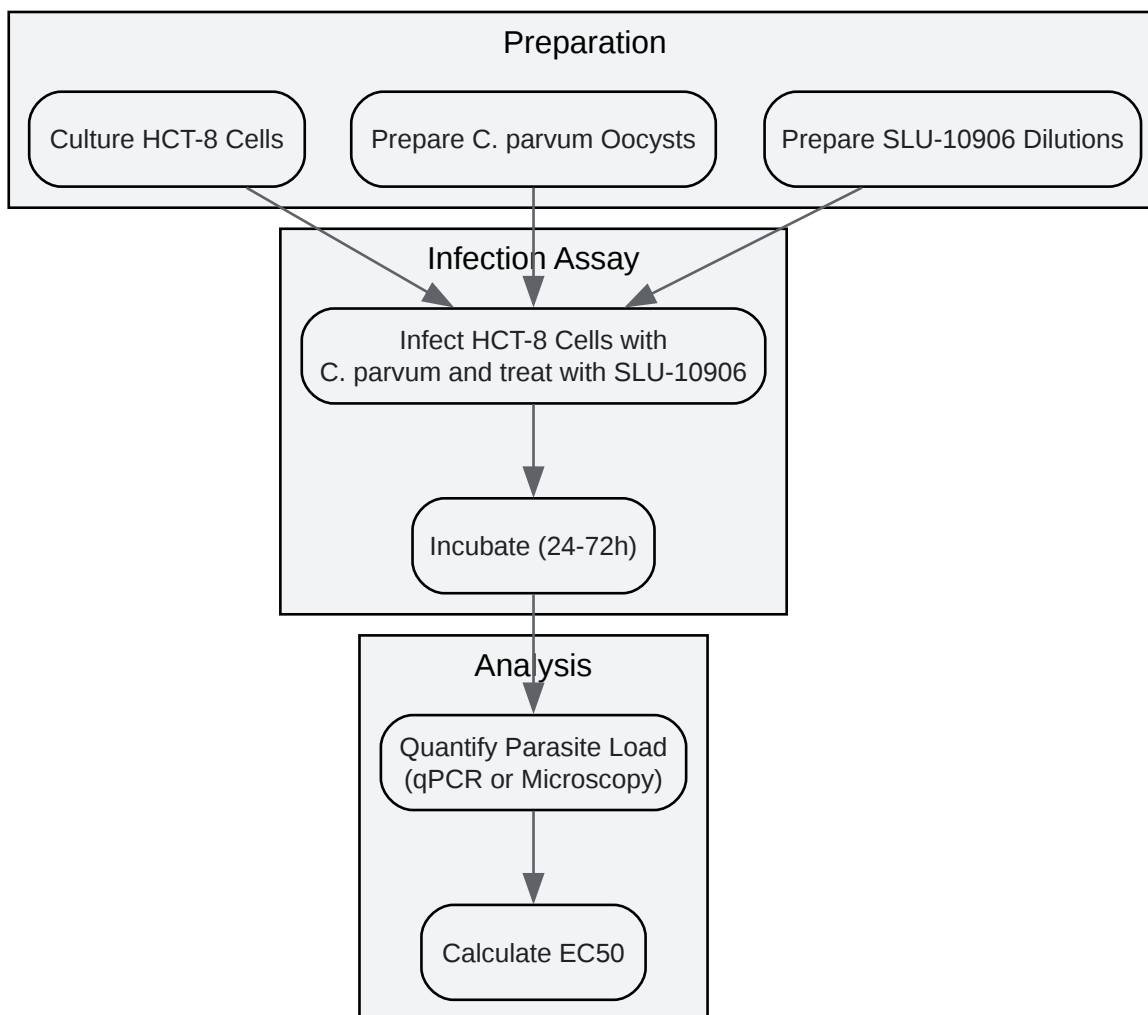 Preparation
Culture HCT-8 Cells
Prepare C. parvum Oocysts
Prepare SLU-10906 Dilutions
Infection Assay
Infect HCT-8 Cells with
C. parvum and treat with SLU-10906
Incubate (24-72h)
Analysis
Quantify Parasite Load
(qPCR or Microscopy)
Calculate EC50